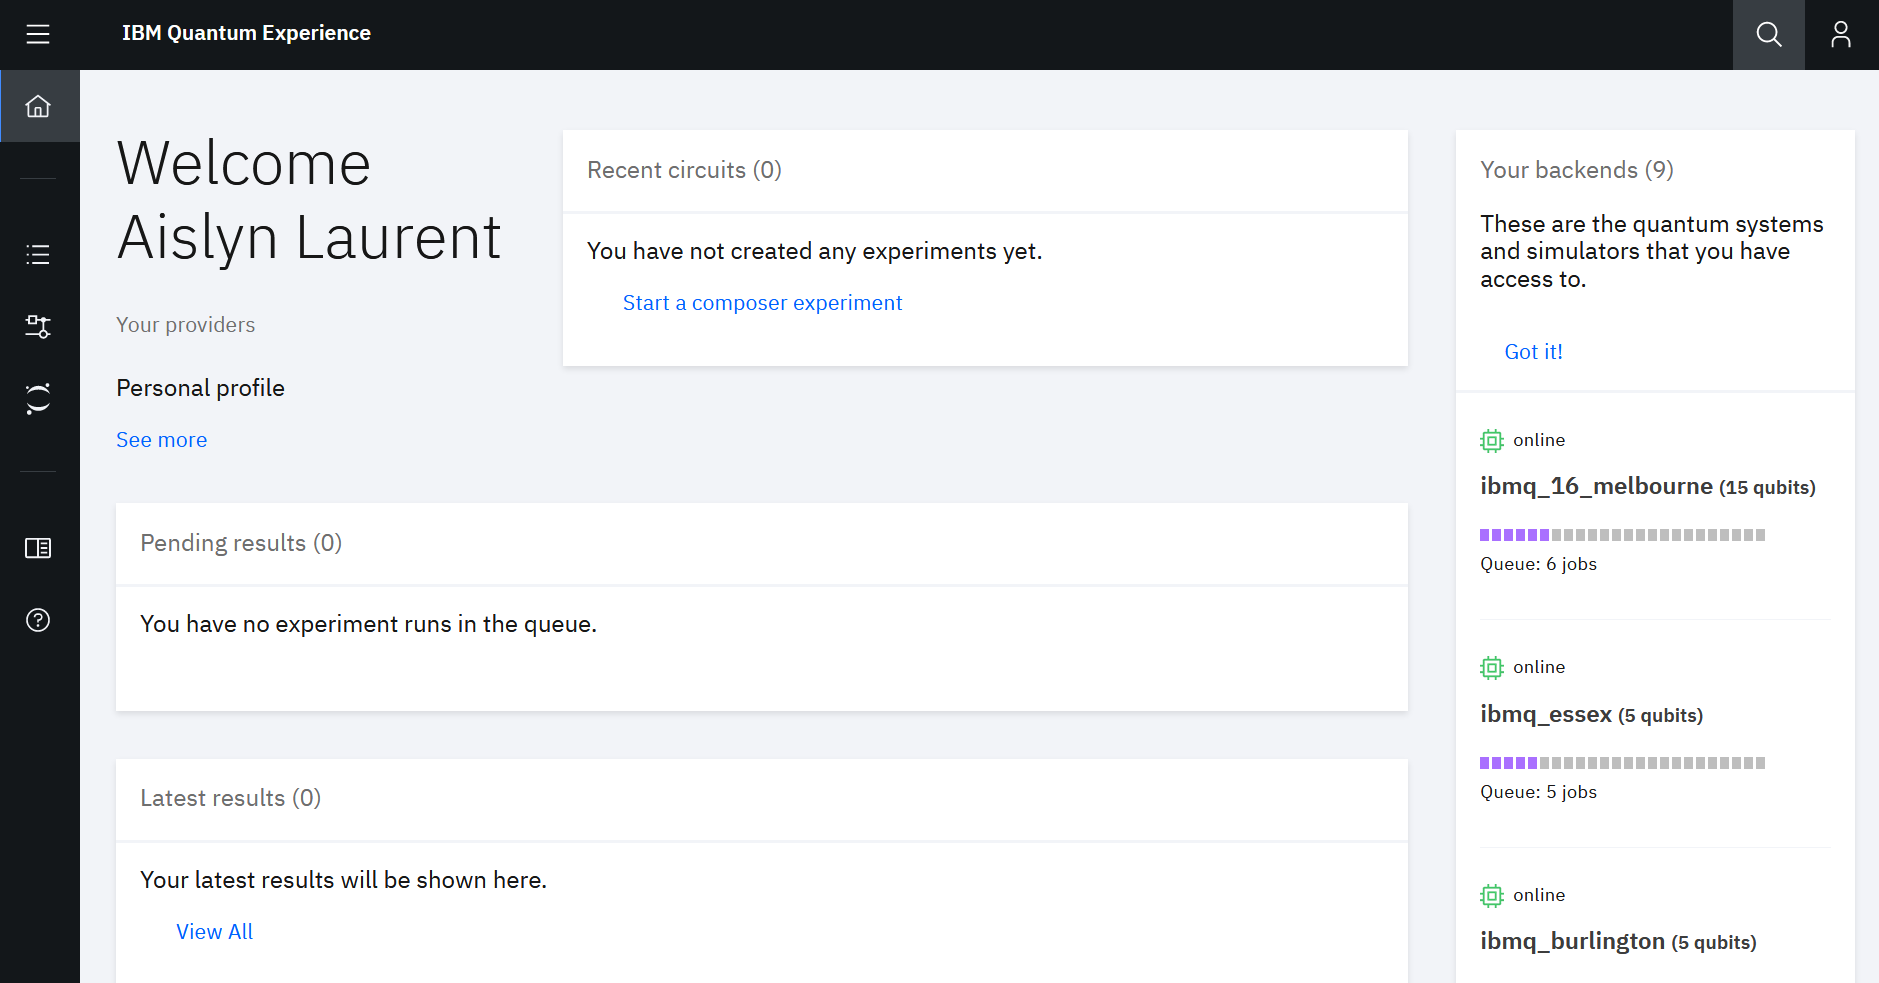 IBM Quantum Experience
Welcome
Aislyn Laurent
Your providers
Personal profile
See more
Recent circuits (0)
You have not created any experiments yet.
Start a composer experiment
Pending results (0)
You have no experiment runs in the queue.
Latest results (0)
Your latest results will be shown here.
View All
Your backends (9)
These are the quantum systems
and simulators that you have
access to.
Got it!
online
ibmq_16_melbourne (15 qubits)
Queue: 6 jobs
online
ibmq_essex (5 qubits)
Queue: 5 jobs
online
ibmq_burlington (5 qubits)